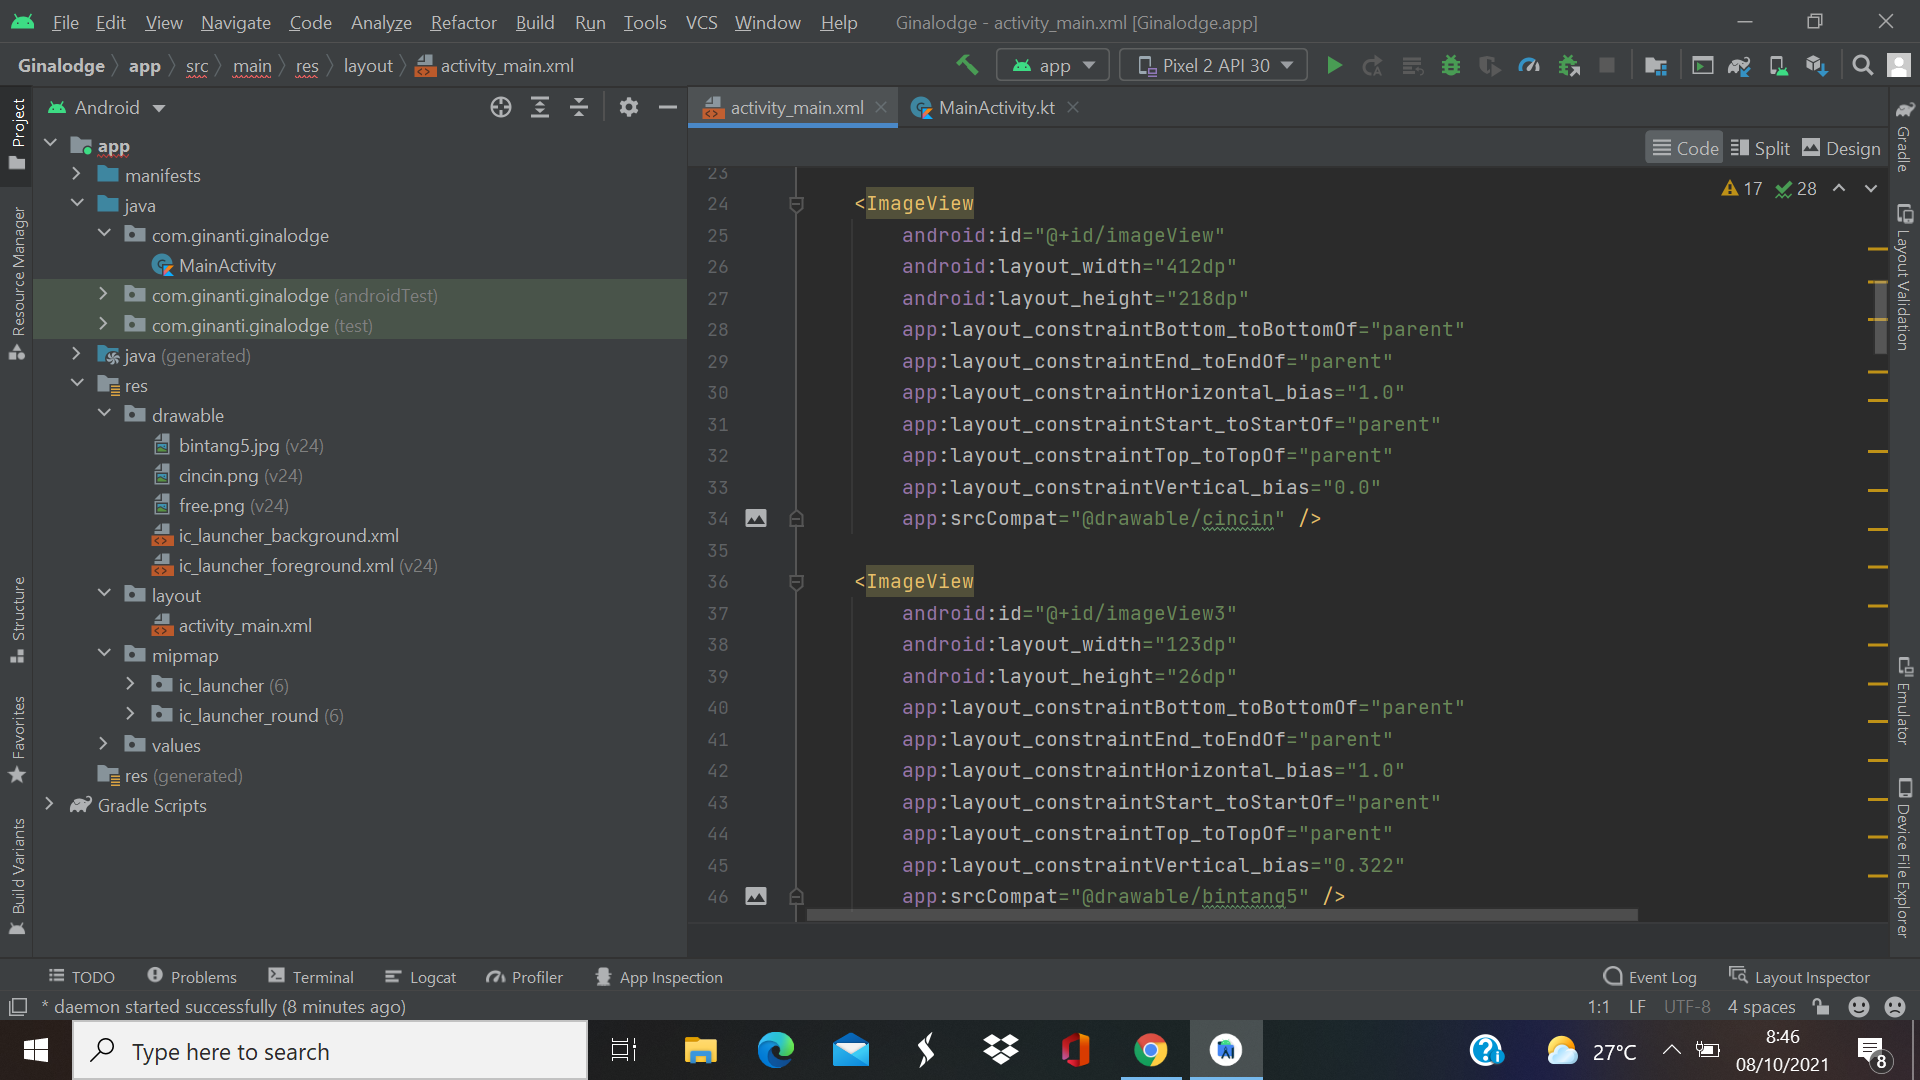 File Edit View Navigate Code Analyze Refactor Build Run Tools VCS Window Help Ginalodge - activity_main.xml [Ginalodge.app]
Ginalodge app src main res layout activity_main.xml app Pixel 2 API 30
Project
Resource Manager
Structure
Favorites
Build Variants
Android
app
manifests
java
com.ginanti.ginalodge
MainActivity
com.ginanti.ginalodge (androidTest)
com.ginanti.ginalodge (test)
java (generated)
res
drawable
bintang5.jpg (v24)
cincin.png (v24)
free.png (v24)
ic_launcher_background.xml
ic_launcher_foreground.xml (v24)
layout
activity_main.xml
mipmap
ic_launcher (6)
ic_launcher_round (6)
values
res (generated)
Gradle Scripts
activity_main.xml MainActivity.kt
Code Split Design
17 28
23
24 <ImageView
25 android:id="@+id/imageView"
26 android:layout_width="412dp"
27 android:layout_height="218dp"
28 app:layout_constraintBottom_toBottomOf="parent"
29 app:layout_constraintEnd_toEndOf="parent"
30 app:layout_constraintHorizontal_bias="1.0"
31 app:layout_constraintStart_toStartOf="parent"
32 app:layout_constraintTop_toTopOf="parent"
33 app:layout_constraintVertical_bias="0.0"
34 app:srcCompat="@drawable/cincin" />
35
36 <ImageView
37 android:id="@+id/imageView3"
38 android:layout_width="123dp"
39 android:layout_height="26dp"
40 app:layout_constraintBottom_toBottomOf="parent"
41 app:layout_constraintEnd_toEndOf="parent"
42 app:layout_constraintHorizontal_bias="1.0"
43 app:layout_constraintStart_toStartOf="parent"
44 app:layout_constraintTop_toTopOf="parent"
45 app:layout_constraintVertical_bias="0.322"
46 app:srcCompat="@drawable/bintang5" />
Gradle
Layout Validation
Emulator
Device File Explorer
TODO Problems Terminal Logcat Profiler App Inspection Event Log Layout Inspector
* daemon started successfully (8 minutes ago) 1:1 LF UTF-8 4 spaces
Type here to search
27°C
8:46
08/10/2021
8